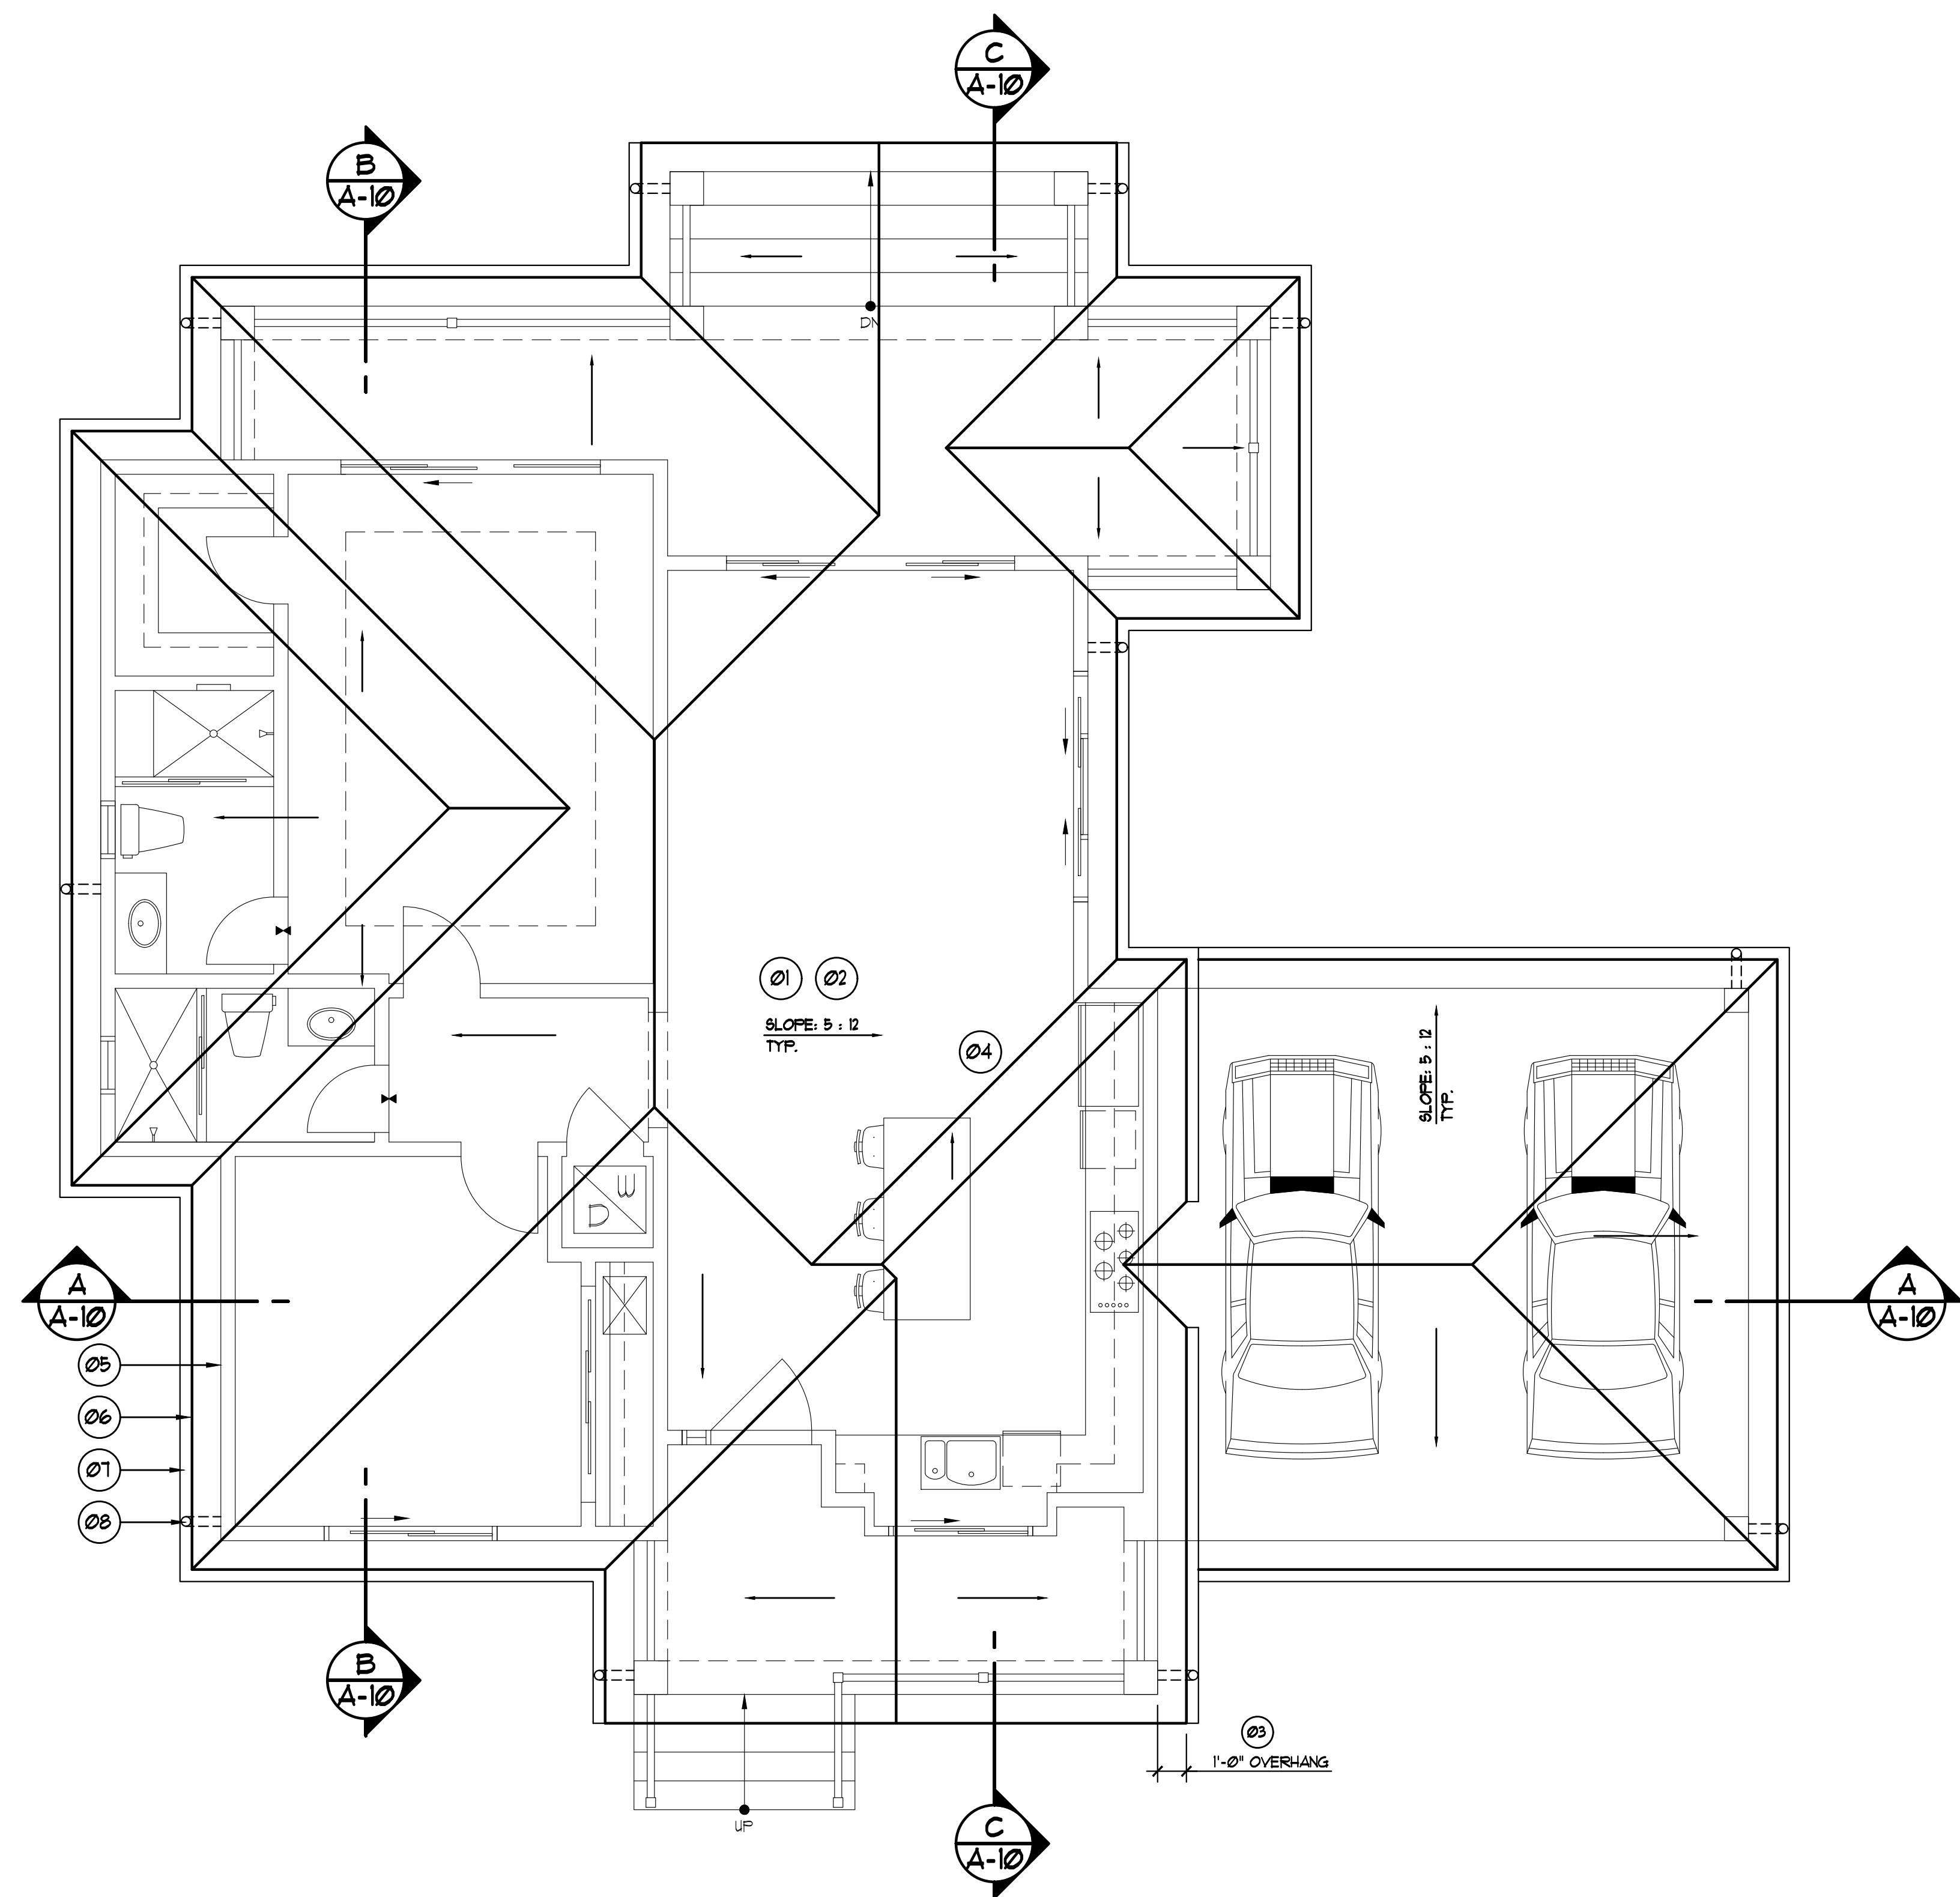 C
A-10
B
A-10
DN
01 02
SLOPE: 5 : 12
TYP.
04
SLOPE: 5 : 12
TYP.
W
D
A
A-10
A
A-10
05
06
07
08
B
A-10
03
1'-0" OVERHANG
UP
C
A-10